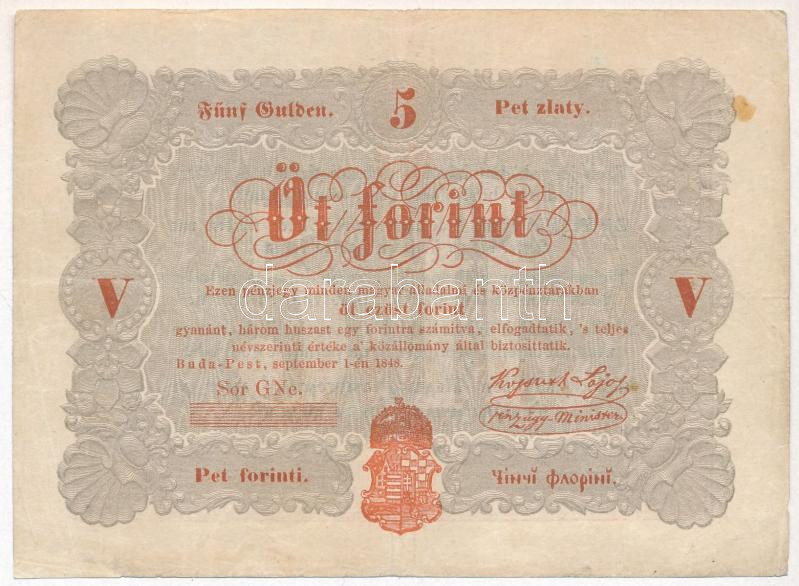 Fünf Gulden. 5 Pet zlaty.
Öt forint
V V
Ezen pénzjegy minden magyar álladalmi és közpénztárakban
öt ezüst forint
gyanánt, három huszast egy forintra számítva, elfogadtatik, 's teljes
névszerinti értéke a' közállomány által biztosittatik.
Buda-Pest, september 1-én 1848.
Sor GNe.
Kossuth Lajos
pénzügy-Minister
Pet forinti. Чінчі флоріні.
darabanth